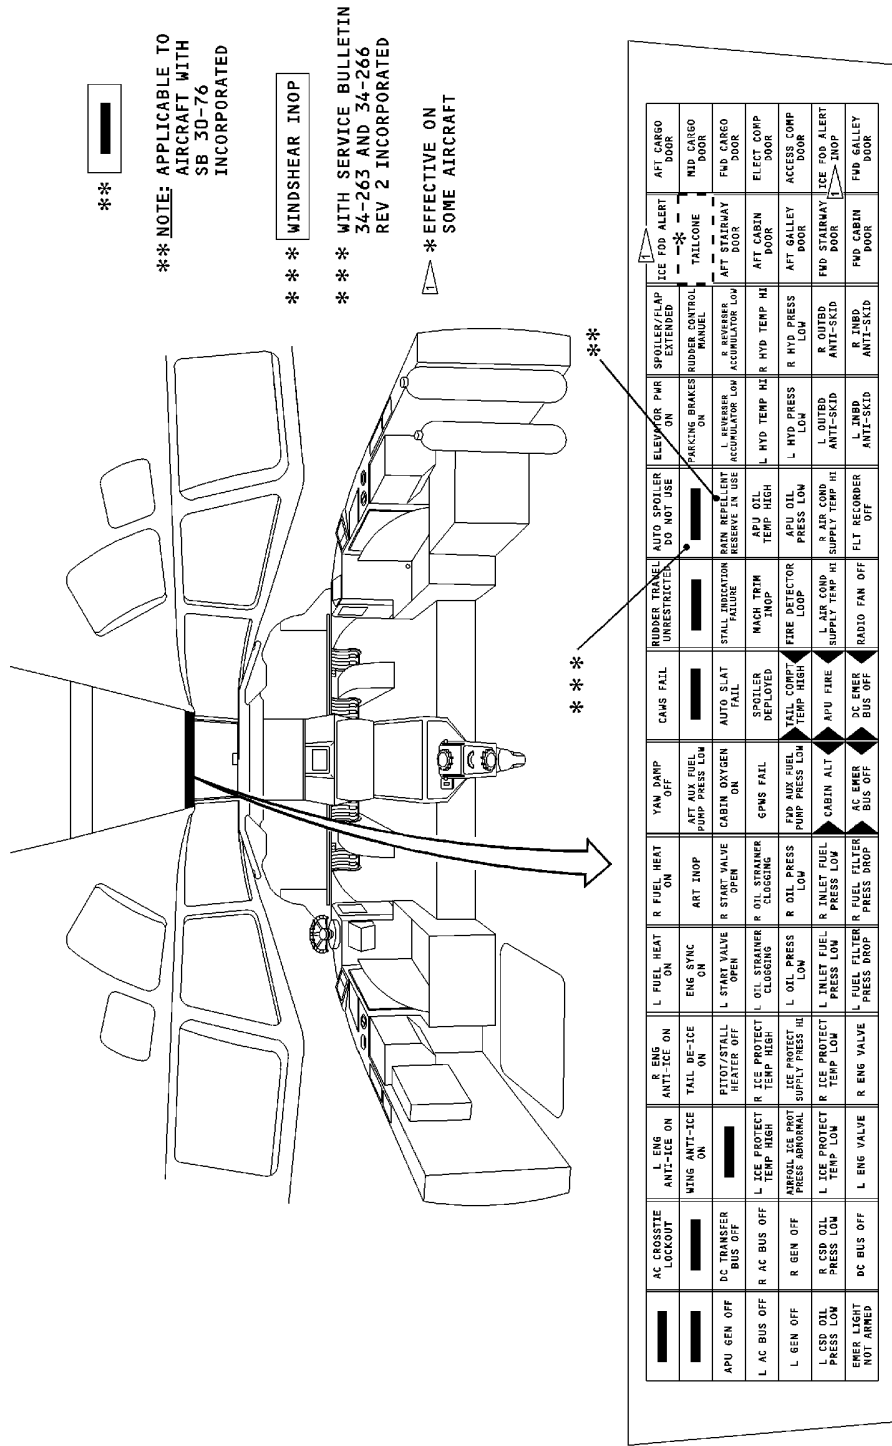 **
** NOTE: APPLICABLE TO
AIRCRAFT WITH
SB 30-76
INCORPORATED
*** WINDSHEAR INOP
*** WITH SERVICE BULLETIN
34-263 AND 34-266
REV 2 INCORPORATED
1 * EFFECTIVE ON
SOME AIRCRAFT
***
**
AC CROSSTIE
LOCKOUT
L ENG
ANTI-ICE ON
R ENG
ANTI-ICE ON
L FUEL HEAT
ON
R FUEL HEAT
ON
YAW DAMP
OFF
CAWS FAIL
RUDDER TRAVEL
UNRESTRICTED
AUTO SPOILER
DO NOT USE
ELEVATOR PWR
ON
SPOILER/FLAP
EXTENDED
1
ICE FOD ALERT
AFT CARGO
DOOR
WING ANTI-ICE
ON
TAIL DE-ICE
ON
ENG SYNC
ON
ART INOP
AFT AUX FUEL
PUMP PRESS LOW
PARKING BRAKES
ON
RUDDER CONTROL
MANUEL
*
TAILCONE
MID CARGO
DOOR
APU GEN OFF
DC TRANSFER
BUS OFF
PITOT/STALL
HEATER OFF
L START VALVE
OPEN
R START VALVE
OPEN
CABIN OXYGEN
ON
AUTO SLAT
FAIL
STALL INDICATION
FAILURE
RAIN REPELLENT
RESERVE IN USE
L REVERSER
ACCUMULATOR LOW
R REVERSER
ACCUMULATOR LOW
AFT STAIRWAY
DOOR
FWD CARGO
DOOR
L AC BUS OFF
R AC BUS OFF
L ICE PROTECT
TEMP HIGH
R ICE PROTECT
TEMP HIGH
L OIL STRAINER
CLOGGING
R OIL STRAINER
CLOGGING
GPWS FAIL
SPOILER
DEPLOYED
MACH TRIM
INOP
APU OIL
TEMP HIGH
L HYD TEMP HI
R HYD TEMP HI
AFT CABIN
DOOR
ELECT COMP
DOOR
L GEN OFF
R GEN OFF
AIRFOIL ICE PROT
PRESS ABNORMAL
ICE PROTECT
SUPPLY PRESS HI
L OIL PRESS
LOW
R OIL PRESS
LOW
FWD AUX FUEL
PUMP PRESS LOW
TAIL COMPT
TEMP HIGH
FIRE DETECTOR
LOOP
APU OIL
PRESS LOW
L HYD PRESS
LOW
R HYD PRESS
LOW
AFT GALLEY
DOOR
ACCESS COMP
DOOR
L CSD OIL
PRESS LOW
R CSD OIL
PRESS LOW
L ICE PROTECT
TEMP LOW
R ICE PROTECT
TEMP LOW
L INLET FUEL
PRESS LOW
R INLET FUEL
PRESS LOW
CABIN ALT
APU FIRE
L AIR COND
SUPPLY TEMP HI
R AIR COND
SUPPLY TEMP HI
L OUTBD
ANTI-SKID
R OUTBD
ANTI-SKID
FWD STAIRWAY
DOOR
ICE FOD ALERT
1 INOP
EMER LIGHT
NOT ARMED
DC BUS OFF
L ENG VALVE
R ENG VALVE
L FUEL FILTER
PRESS DROP
R FUEL FILTER
PRESS DROP
AC EMER
BUS OFF
DC EMER
BUS OFF
RADIO FAN OFF
FLT RECORDER
OFF
L INBD
ANTI-SKID
R INBD
ANTI-SKID
FWD CABIN
DOOR
FWD GALLEY
DOOR